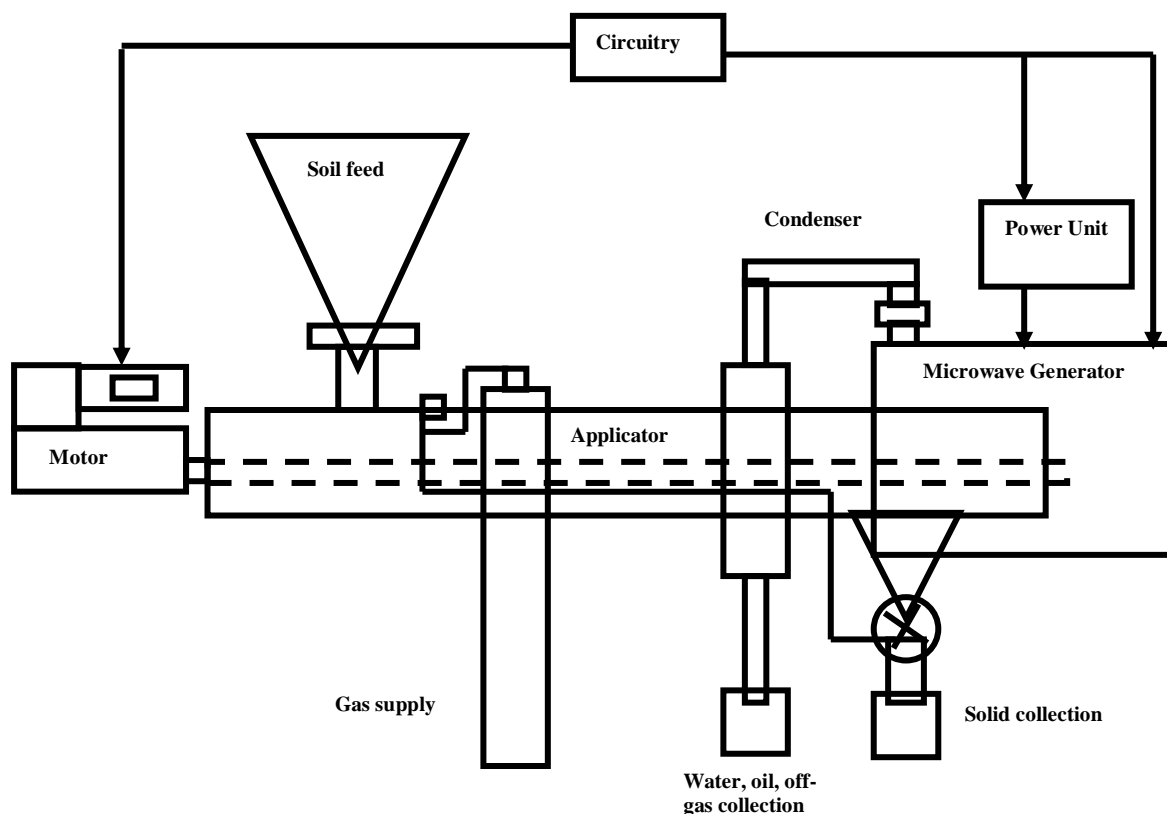 Circuitry
Soil feed
Condenser
Power Unit
Microwave Generator
Applicator
Motor
Gas supply
Solid collection
Water, oil, off-
gas collection